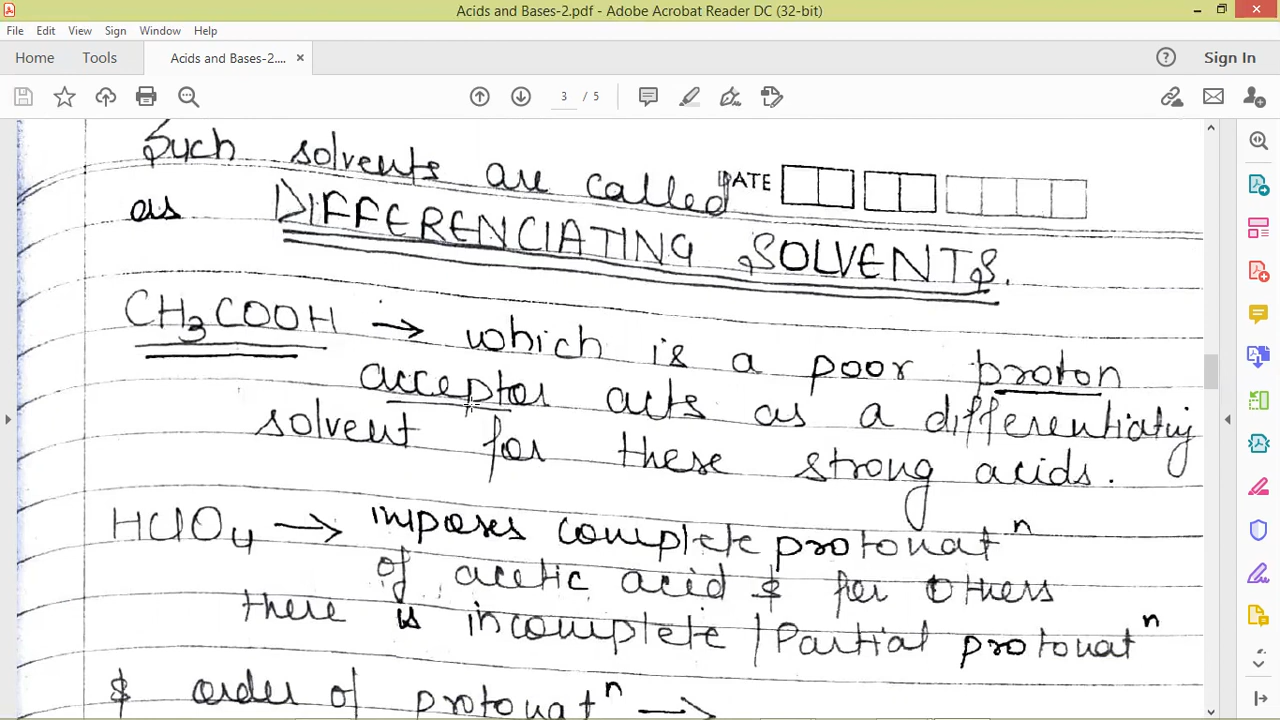 Acids and Bases-2.pdf - Adobe Acrobat Reader DC (32-bit)
File Edit View Sign Window Help
Home Tools Acids and Bases-2.... × Sign In
3 / 5
Such solvents are called DATE
as DIFFERENCIATING SOLVENTS.
CH3COOH → which is a poor proton
acceptor acts as a differentiating
solvent for these strong acids.
HClO4 → imposes complete protonatⁿ
of acetic acid & for others
there is incomplete / Partial protonatⁿ
& order of protonatⁿ →